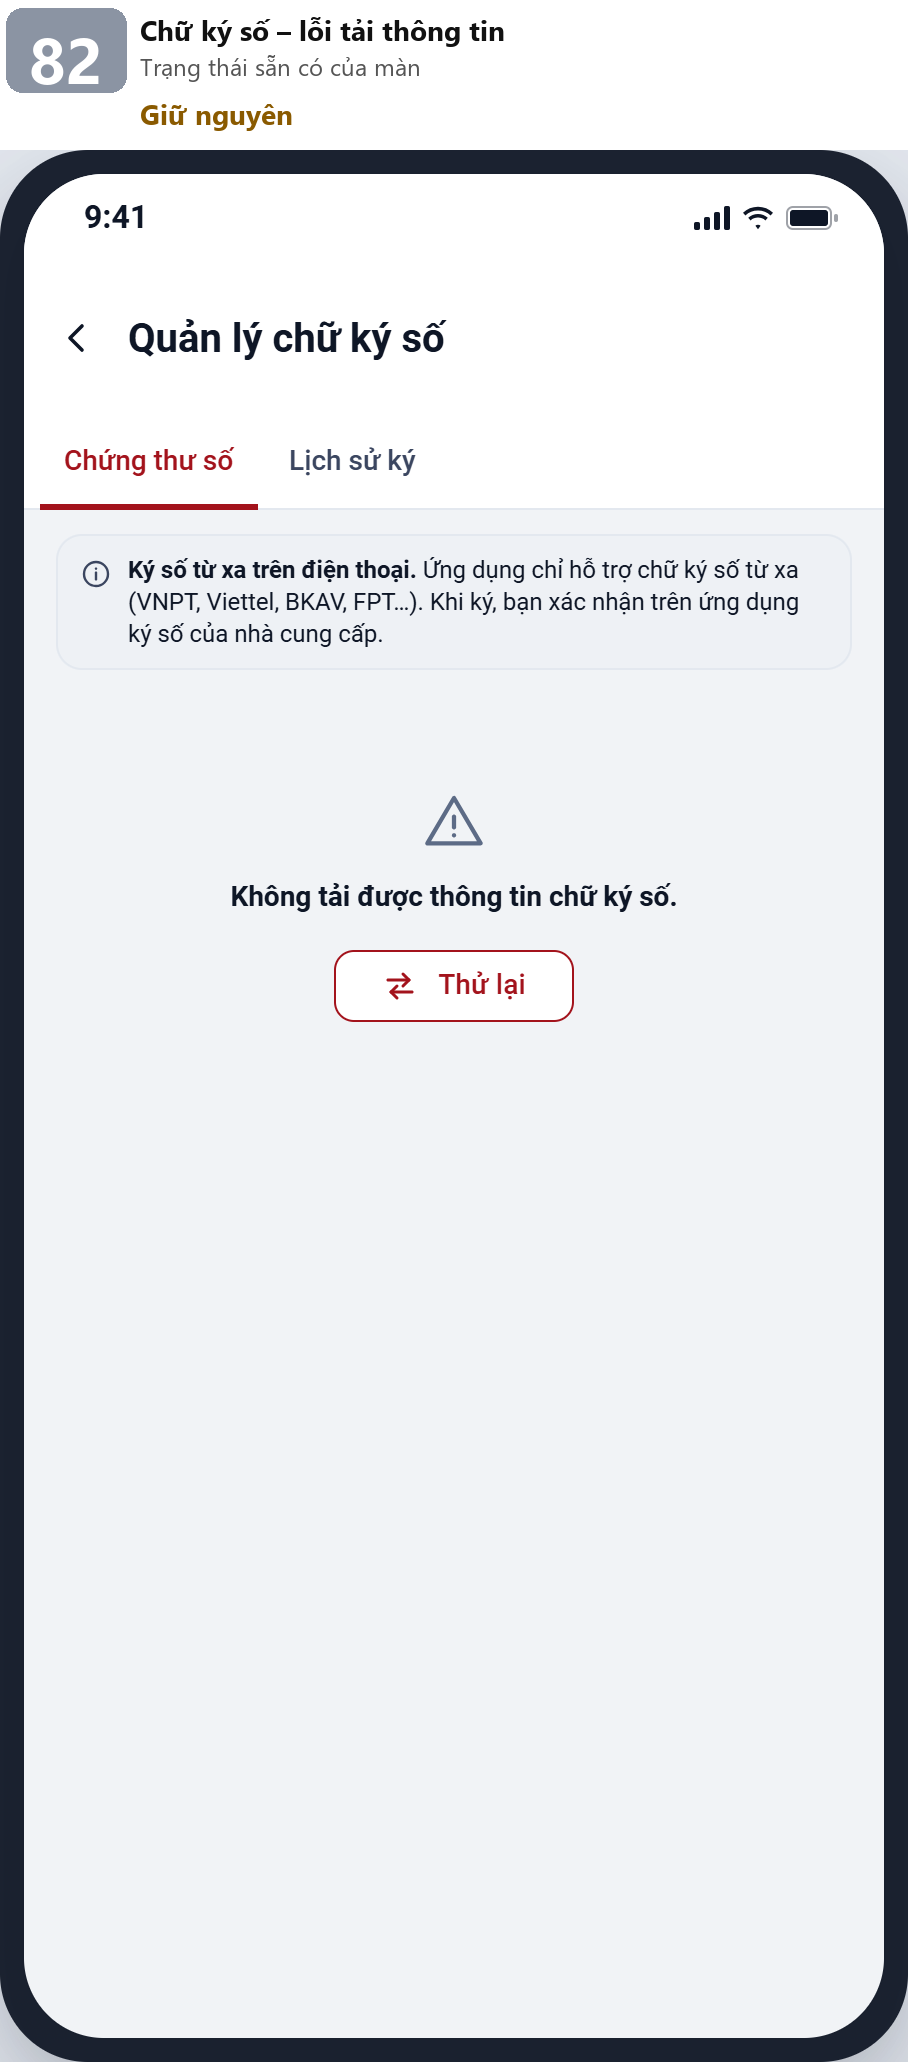 82
Chữ ký số – lỗi tải thông tin
Trạng thái sẵn có của màn
Giữ nguyên
9:41
Quản lý chữ ký số
Chứng thư số
Lịch sử ký
Ký số từ xa trên điện thoại. Ứng dụng chỉ hỗ trợ chữ ký số từ xa
(VNPT, Viettel, BKAV, FPT...). Khi ký, bạn xác nhận trên ứng dụng
ký số của nhà cung cấp.
Không tải được thông tin chữ ký số.
Thử lại